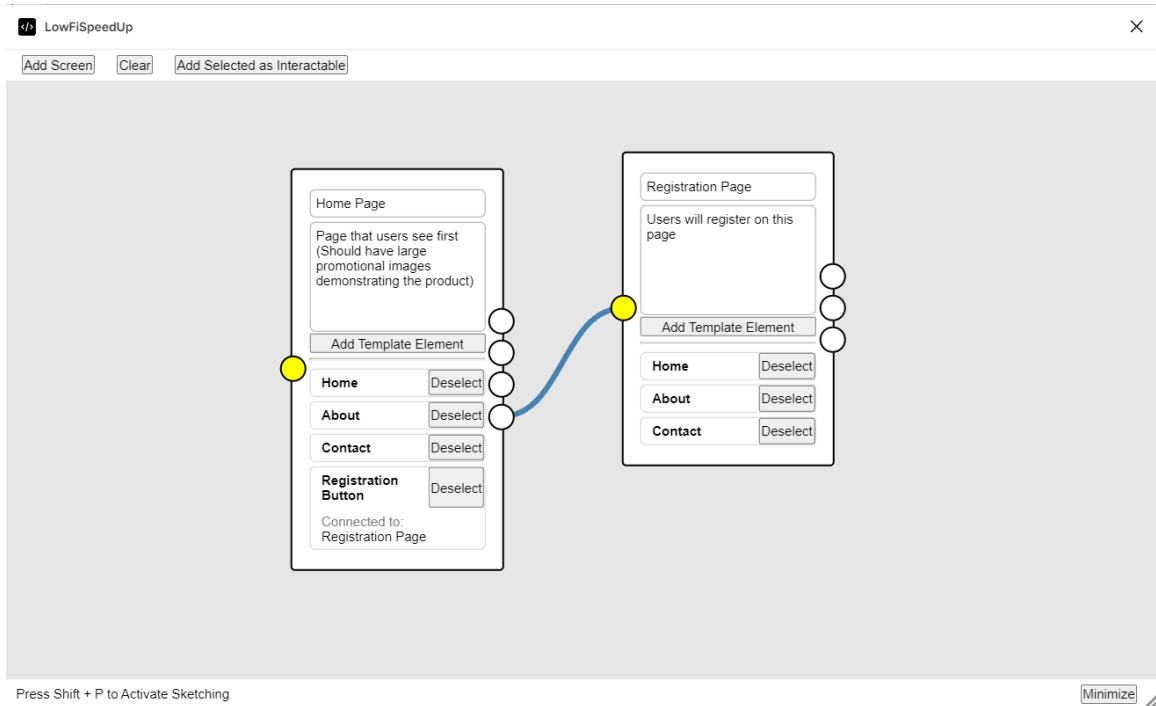 LowFiSpeedUp
Add Screen Clear Add Selected as Interactable
Home Page
Page that users see first
(Should have large
promotional images
demonstrating the product)
Add Template Element
Home Deselect
About Deselect
Contact Deselect
Registration
Button
Deselect
Connected to:
Registration Page
Registration Page
Users will register on this
page
Add Template Element
Home Deselect
About Deselect
Contact Deselect
Press Shift + P to Activate Sketching
Minimize